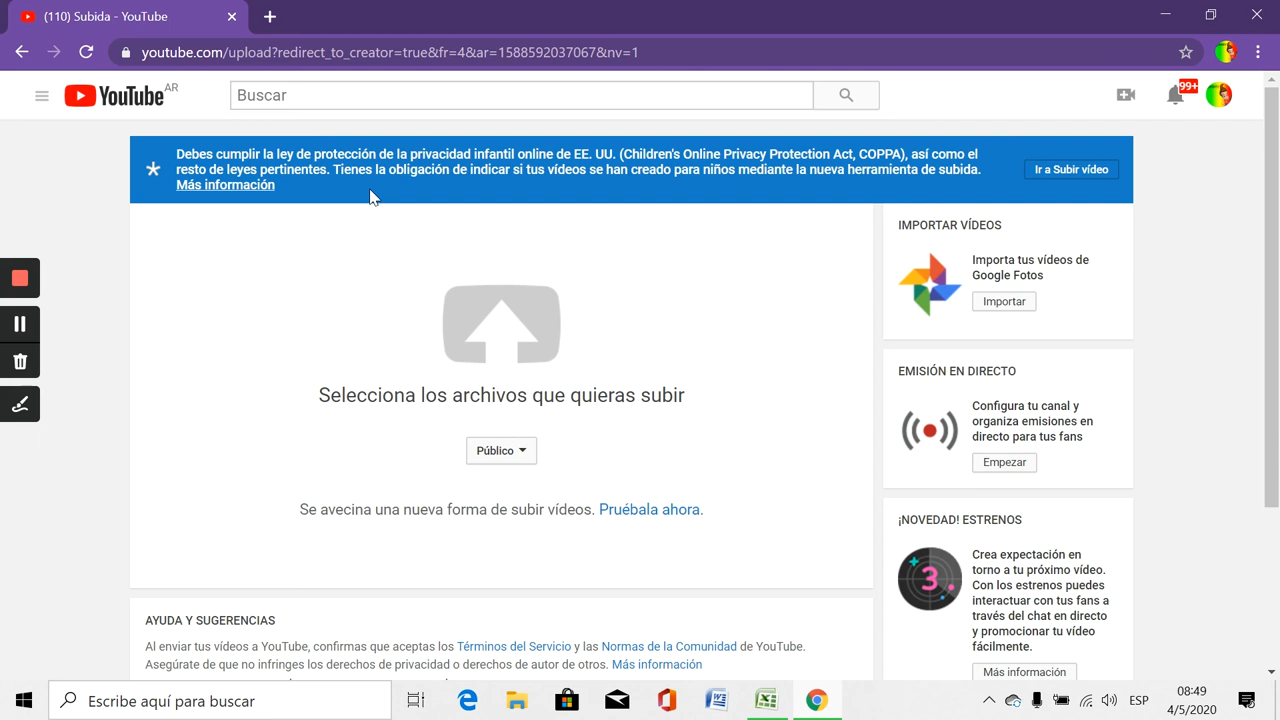 (110) Subida - YouTube
youtube.com/upload?redirect_to_creator=true&fr=4&ar=1588592037067&nv=1
YouTube AR
Buscar
99+
Debes cumplir la ley de protección de la privacidad infantil online de EE. UU. (Children's Online Privacy Protection Act, COPPA), así como el
resto de leyes pertinentes. Tienes la obligación de indicar si tus vídeos se han creado para niños mediante la nueva herramienta de subida.
Más información
Ir a Subir vídeo
Selecciona los archivos que quieras subir
Público
Se avecina una nueva forma de subir vídeos. Pruébala ahora.
IMPORTAR VÍDEOS
Importa tus vídeos de
Google Fotos
Importar
EMISIÓN EN DIRECTO
Configura tu canal y
organiza emisiones en
directo para tus fans
Empezar
¡NOVEDAD! ESTRENOS
3
Crea expectación en
torno a tu próximo vídeo.
Con los estrenos puedes
interactuar con tus fans a
través del chat en directo
y promocionar tu vídeo
fácilmente.
Más información
AYUDA Y SUGERENCIAS
Al enviar tus vídeos a YouTube, confirmas que aceptas los Términos del Servicio y las Normas de la Comunidad de YouTube.
Asegúrate de que no infringes los derechos de privacidad o derechos de autor de otros. Más información
Escribe aquí para buscar
ESP
08:49
4/5/2020